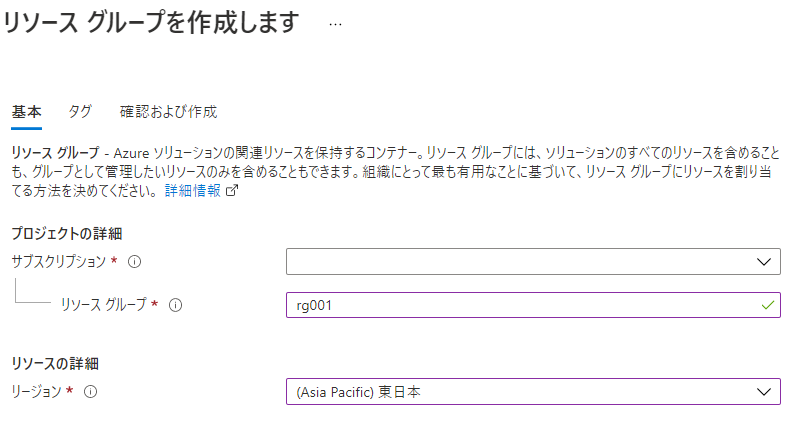 リソース グループを作成します ...
基本 タグ 確認および作成
リソース グループ - Azure ソリューションの関連リソースを保持するコンテナー。リソース グループには、ソリューションのすべてのリソースを含めることも、グループとして管理したいリソースのみを含めることもできます。組織にとって最も有用なことに基づいて、リソース グループにリソースを割り当てる方法を決めてください。 詳細情報
プロジェクトの詳細
サブスクリプション *
リソース グループ * rg001
リソースの詳細
リージョン * (Asia Pacific) 東日本